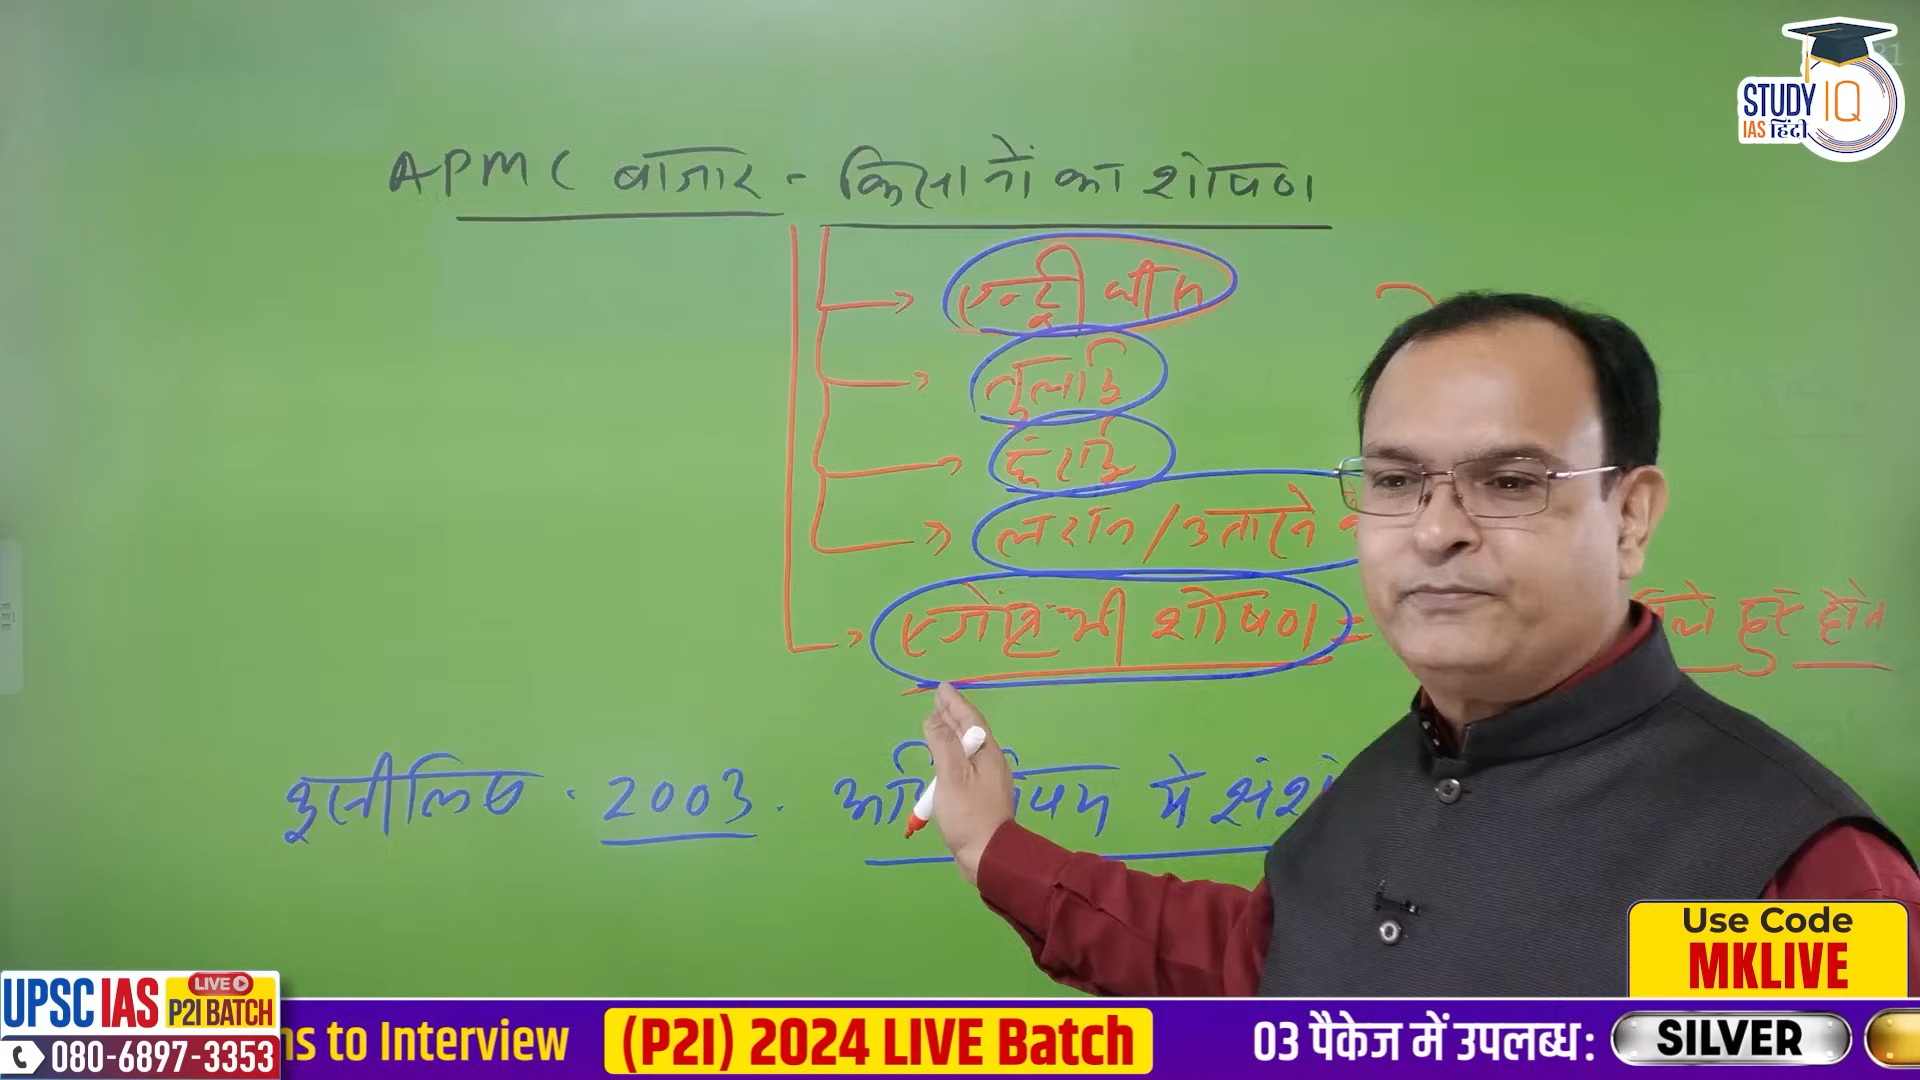 STUDY IQ
IAS हिंदी
APMC बाजार - किसानों का शोषण
एन्ट्री फीस
तुलाई
छंटाई
/ उतारने
एजेंट भी शोषण =
हुए होते
इसीलिए . 2003 . में
UPSC IAS
LIVE
P2I BATCH
080-6897-3353
Use Code
MKLIVE
ns to Interview
(P2I) 2024 LIVE Batch
03 पैकेज में उपलब्ध:
SILVER